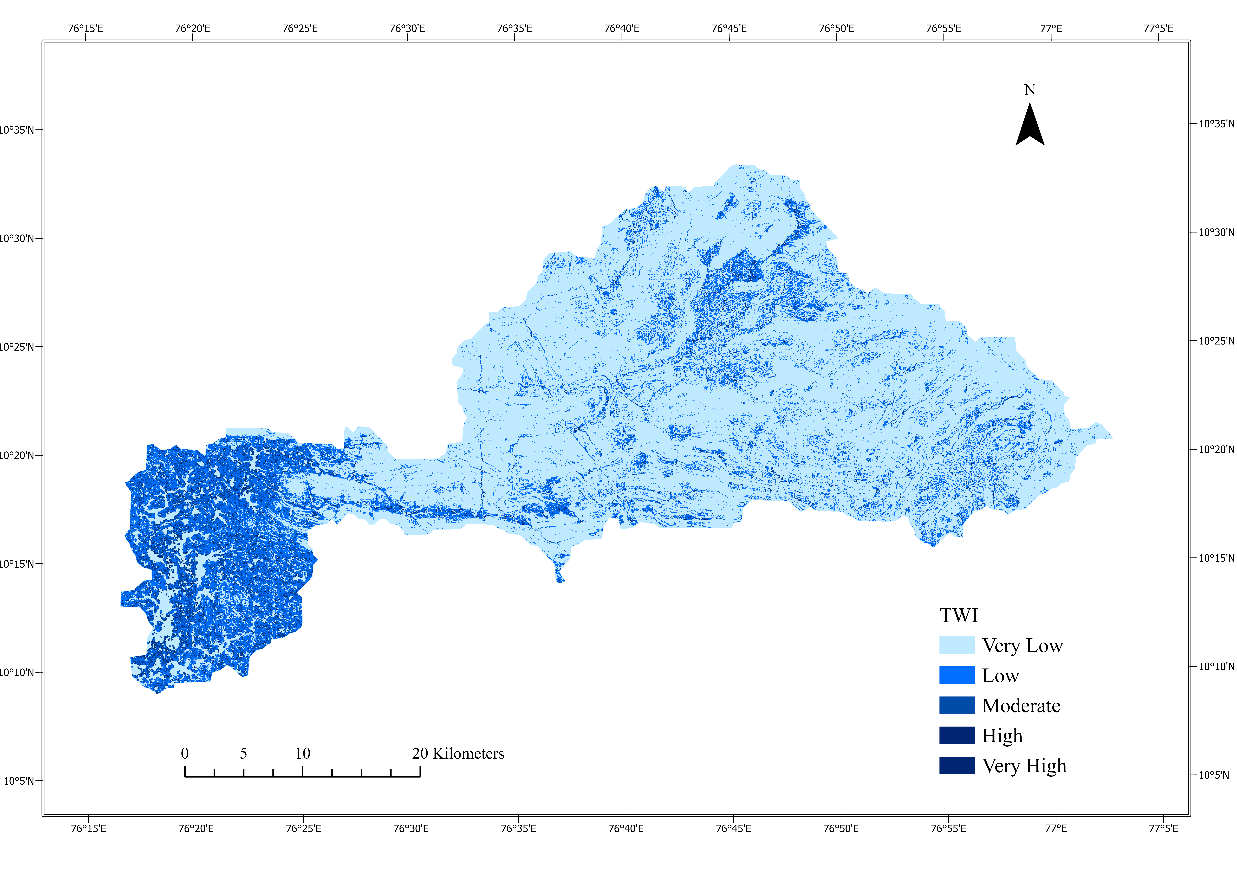 76°15'E 76°20'E 76°25'E 76°30'E 76°35'E 76°40'E 76°45'E 76°50'E 76°55'E 77°E 77°5'E
N
10°35'N 10°35'N
10°30'N 10°30'N
10°25'N 10°25'N
10°20'N 10°20'N
10°15'N 10°15'N
TWI
Very Low
10°10'N 10°10'N
Low
Moderate
High
0 5 10 20 Kilometers
Very High
10°5'N 10°5'N
76°15'E 76°20'E 76°25'E 76°30'E 76°35'E 76°40'E 76°45'E 76°50'E 76°55'E 77°E 77°5'E